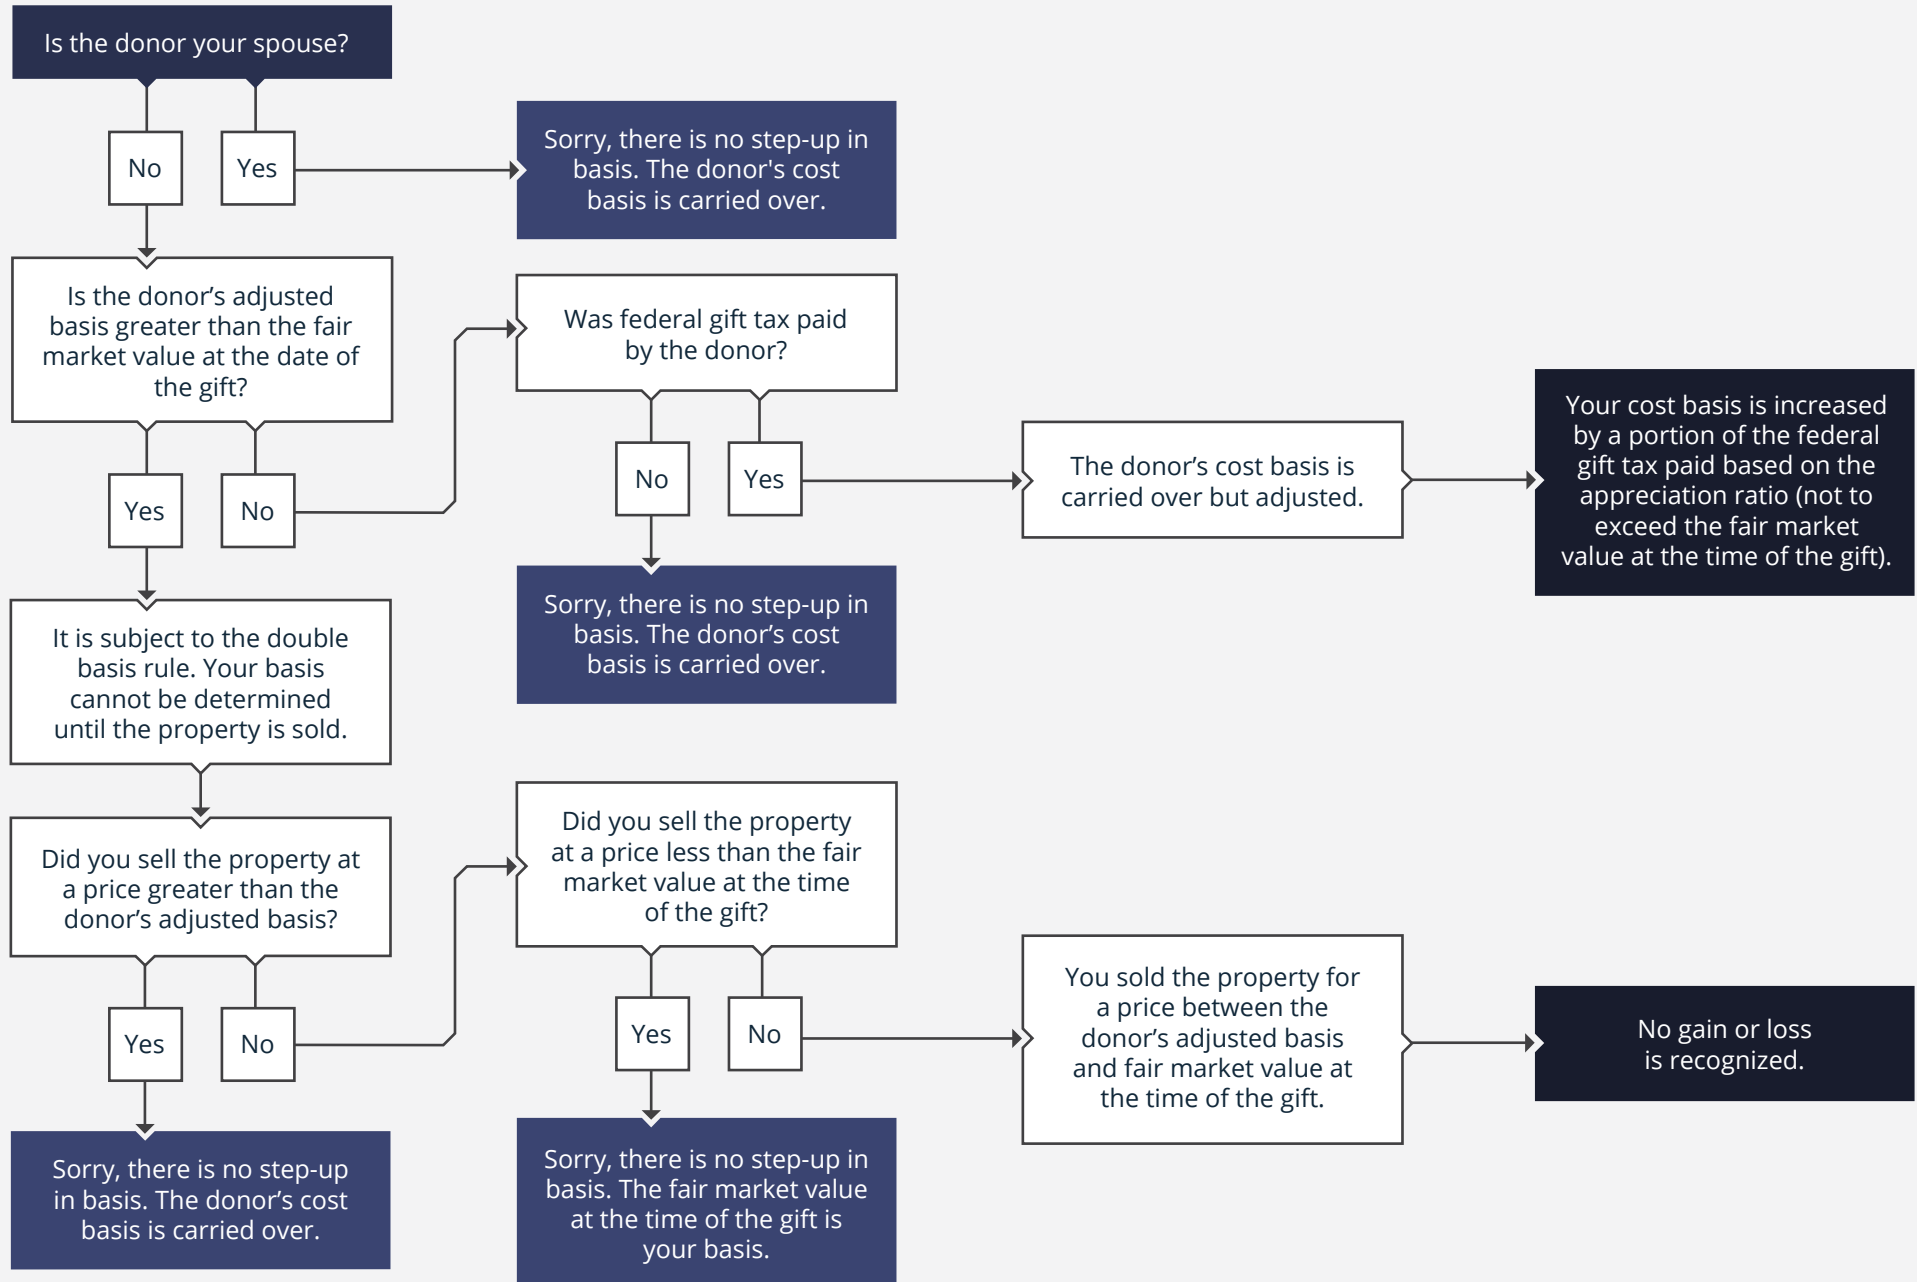 Is the donor your spouse?
No
Yes
Sorry, there is no step-up in
basis. The donor's cost
basis is carried over.
Is the donor’s adjusted
basis greater than the fair
market value at the date of
the gift?
Yes
No
Was federal gift tax paid
by the donor?
No
Yes
The donor’s cost basis is
carried over but adjusted.
Your cost basis is increased
by a portion of the federal
gift tax paid based on the
appreciation ratio (not to
exceed the fair market
value at the time of the gift).
Sorry, there is no step-up in
basis. The donor’s cost
basis is carried over.
It is subject to the double
basis rule. Your basis
cannot be determined
until the property is sold.
Did you sell the property at
a price greater than the
donor’s adjusted basis?
Yes
No
Did you sell the property
at a price less than the fair
market value at the time
of the gift?
Yes
No
You sold the property for
a price between the
donor’s adjusted basis
and fair market value at
the time of the gift.
No gain or loss
is recognized.
Sorry, there is no step-up
in basis. The donor’s cost
basis is carried over.
Sorry, there is no step-up in
basis. The fair market value
at the time of the gift is
your basis.